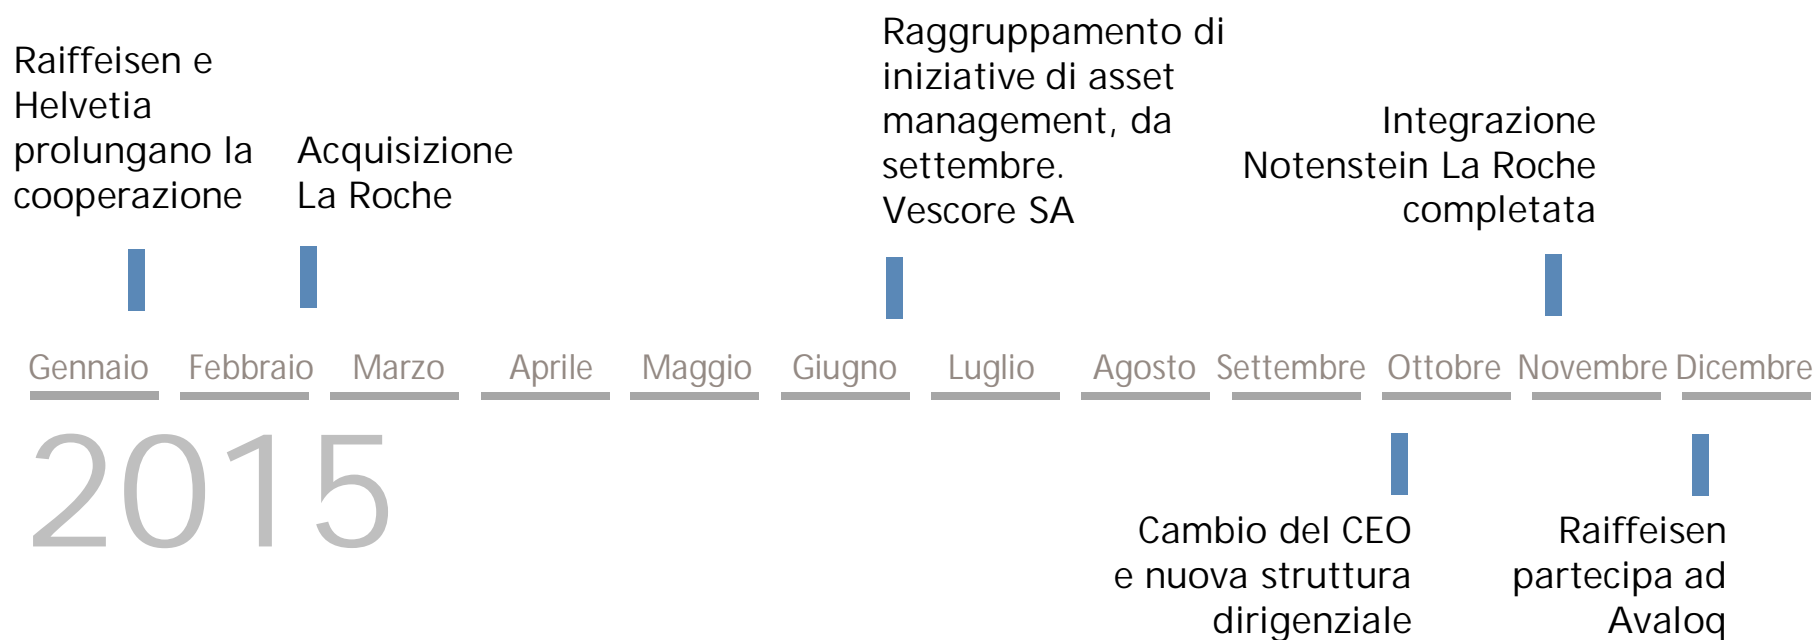 Raiffeisen e
Helvetia
prolungano la
cooperazione
Acquisizione
La Roche
Raggruppamento di
iniziative di asset
management, da
settembre.
Vescore SA
Integrazione
Notenstein La Roche
completata
Gennaio Febbraio Marzo Aprile Maggio Giugno Luglio Agosto Settembre Ottobre Novembre Dicembre
2015
Cambio del CEO
e nuova struttura
dirigenziale
Raiffeisen
partecipa ad
Avaloq